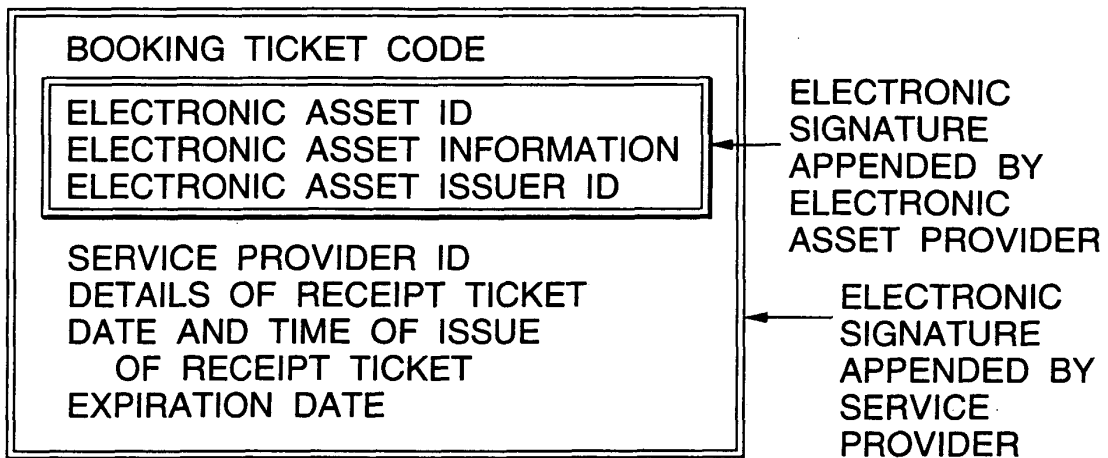 BOOKING TICKET CODE
ELECTRONIC ASSET ID
ELECTRONIC ASSET INFORMATION
ELECTRONIC ASSET ISSUER ID
SERVICE PROVIDER ID
DETAILS OF RECEIPT TICKET
DATE AND TIME OF ISSUE
OF RECEIPT TICKET
EXPIRATION DATE
ELECTRONIC
SIGNATURE
APPENDED BY
ELECTRONIC
ASSET PROVIDER
ELECTRONIC
SIGNATURE
APPENDED BY
SERVICE
PROVIDER